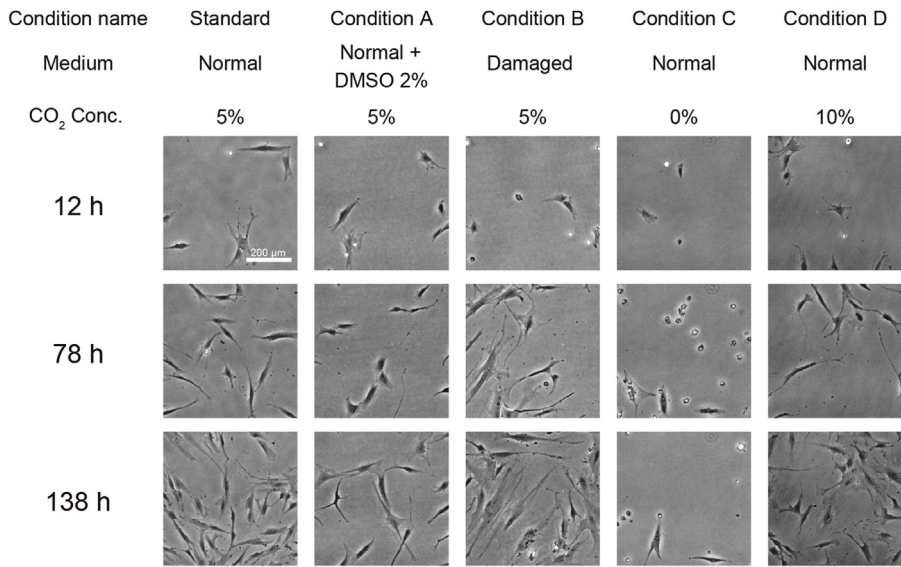 Condition name Standard Condition A Condition B Condition C Condition D
Medium Normal Normal + DMSO 2% Damaged Normal Normal
CO₂ Conc. 5% 5% 5% 0% 10%
12 h
200 µm
78 h
138 h